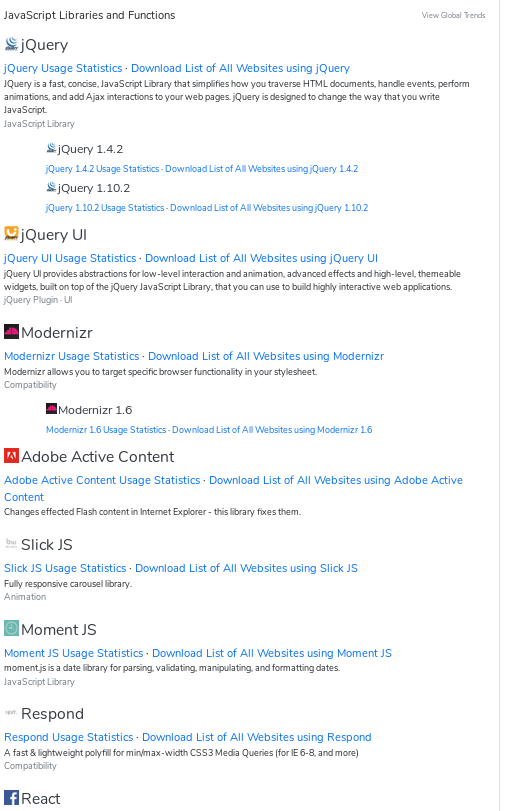 JavaScript Libraries and Functions
View Global Trends
jQuery
jQuery Usage Statistics · Download List of All Websites using jQuery
JQuery is a fast, concise, JavaScript Library that simplifies how you traverse HTML documents, handle events, perform
animations, and add Ajax interactions to your web pages. jQuery is designed to change the way that you write
JavaScript.
JavaScript Library
jQuery 1.4.2
jQuery 1.4.2 Usage Statistics · Download List of All Websites using jQuery 1.4.2
jQuery 1.10.2
jQuery 1.10.2 Usage Statistics · Download List of All Websites using jQuery 1.10.2
jQuery UI
jQuery UI Usage Statistics · Download List of All Websites using jQuery UI
jQuery UI provides abstractions for low-level interaction and animation, advanced effects and high-level, themeable
widgets, built on top of the jQuery JavaScript Library, that you can use to build highly interactive web applications.
jQuery Plugin · UI
Modernizr
Modernizr Usage Statistics · Download List of All Websites using Modernizr
Modernizr allows you to target specific browser functionality in your stylesheet.
Compatibility
Modernizr 1.6
Modernizr 1.6 Usage Statistics · Download List of All Websites using Modernizr 1.6
Adobe Active Content
Adobe Active Content Usage Statistics · Download List of All Websites using Adobe Active
Content
Changes effected Flash content in Internet Explorer - this library fixes them.
Slick JS
Slick JS Usage Statistics · Download List of All Websites using Slick JS
Fully responsive carousel library.
Animation
Moment JS
Moment JS Usage Statistics · Download List of All Websites using Moment JS
moment.js is a date library for parsing, validating, manipulating, and formatting dates.
JavaScript Library
Respond
Respond Usage Statistics · Download List of All Websites using Respond
A fast & lightweight polyfill for min/max-width CSS3 Media Queries (for IE 6-8, and more)
Compatibility
React